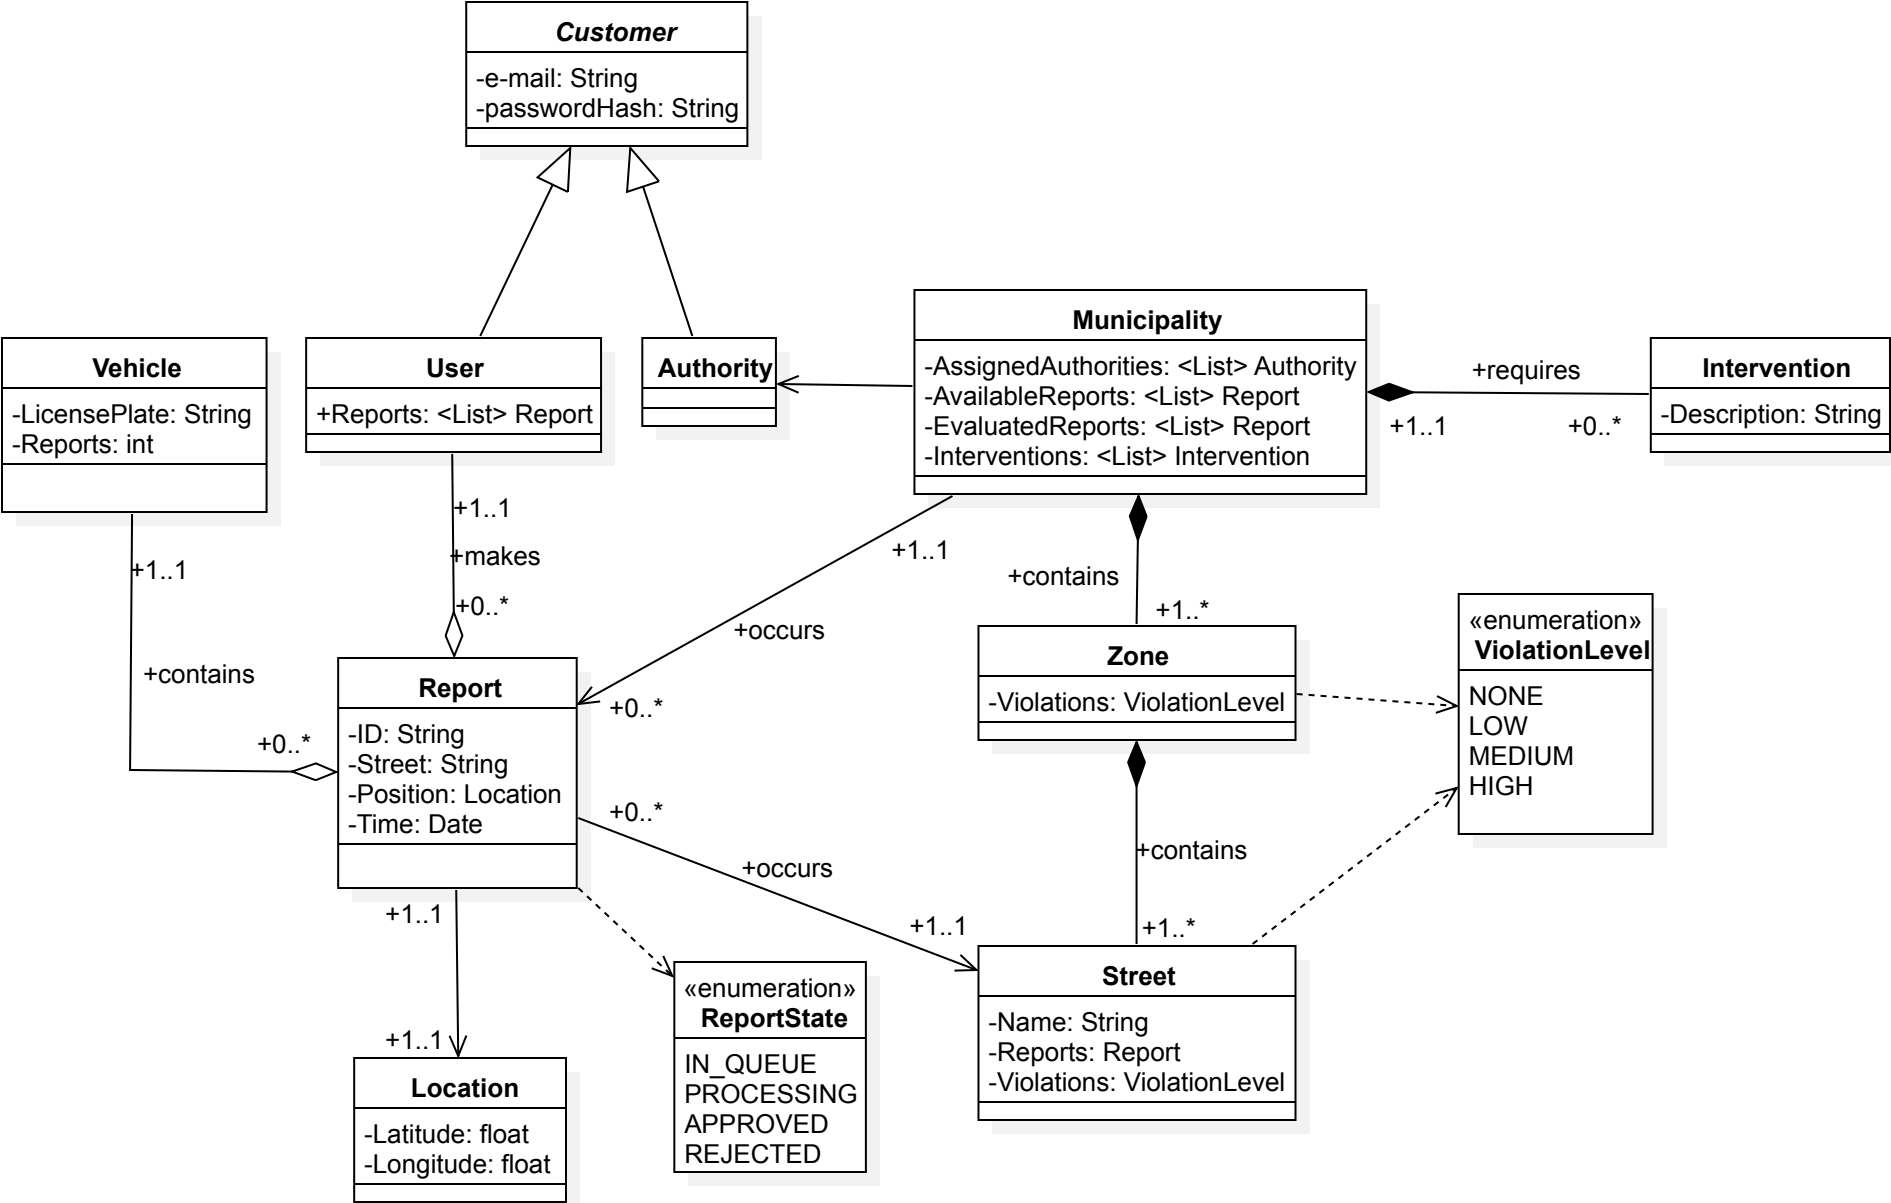 Customer
-e-mail: String
-passwordHash: String
Vehicle
-LicensePlate: String
-Reports: int
User
+Reports: <List> Report
Authority
Municipality
-AssignedAuthorities: <List> Authority
-AvailableReports: <List> Report
-EvaluatedReports: <List> Report
-Interventions: <List> Intervention
+requires
+1..1
+0..*
Intervention
-Description: String
+1..1
+makes
+0..*
+1..1
+contains
+0..*
+1..1
+occurs
+0..*
+contains
+1..*
Report
-ID: String
-Street: String
-Position: Location
-Time: Date
Zone
-Violations: ViolationLevel
«enumeration»
ViolationLevel
NONE
LOW
MEDIUM
HIGH
+0..*
+occurs
+1..1
+contains
+1..*
+1..1
+1..1
Location
-Latitude: float
-Longitude: float
«enumeration»
ReportState
IN_QUEUE
PROCESSING
APPROVED
REJECTED
Street
-Name: String
-Reports: Report
-Violations: ViolationLevel